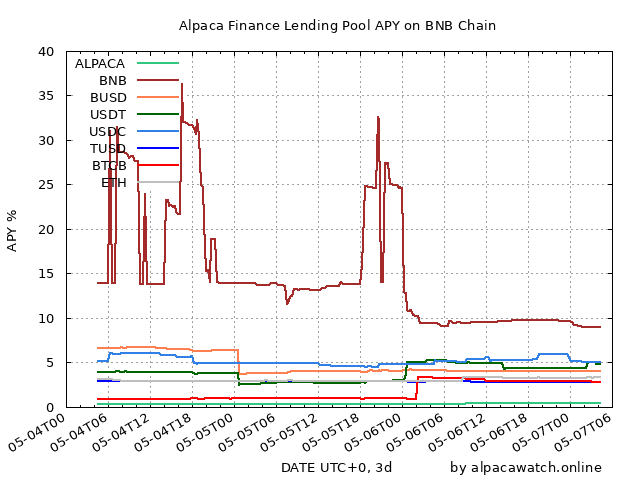 Alpaca Finance Lending Pool APY on BNB Chain
APY %
40
35
30
25
20
15
10
5
0
ALPACA
BNB
BUSD
USDT
USDC
TUSD
BTCB
ETH
05-04T00
05-04T06
05-04T12
05-04T18
05-05T00
05-05T06
05-05T12
05-05T18
05-06T00
05-06T06
05-06T12
05-06T18
05-07T00
05-07T06
DATE UTC+0, 3d
by alpacawatch.online